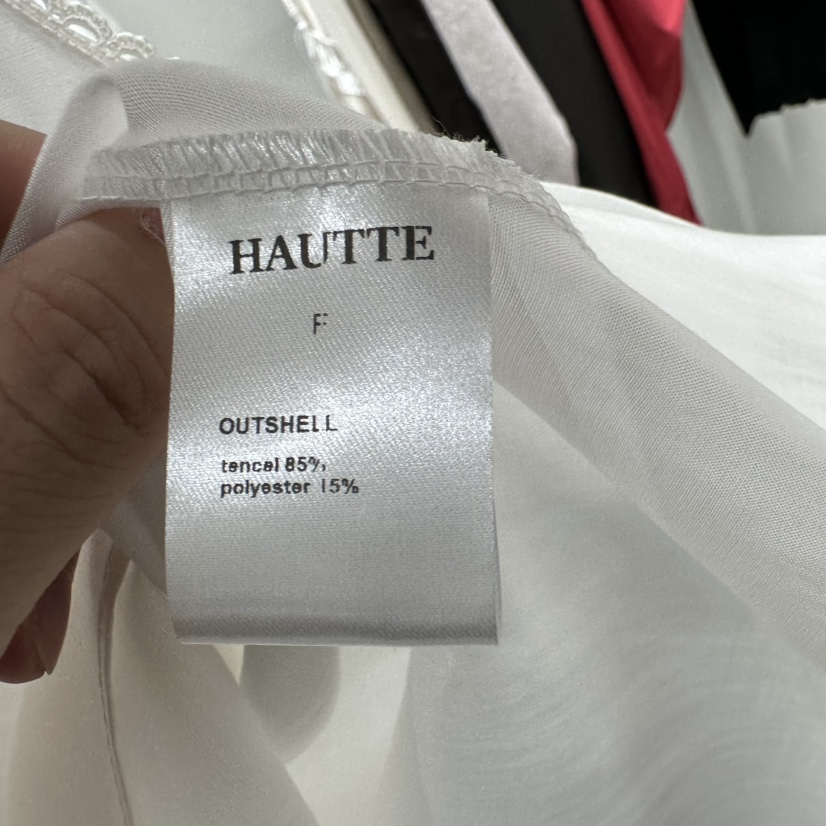 HAUTTE
F
OUTSHELL
tencel 85%
polyester 15%